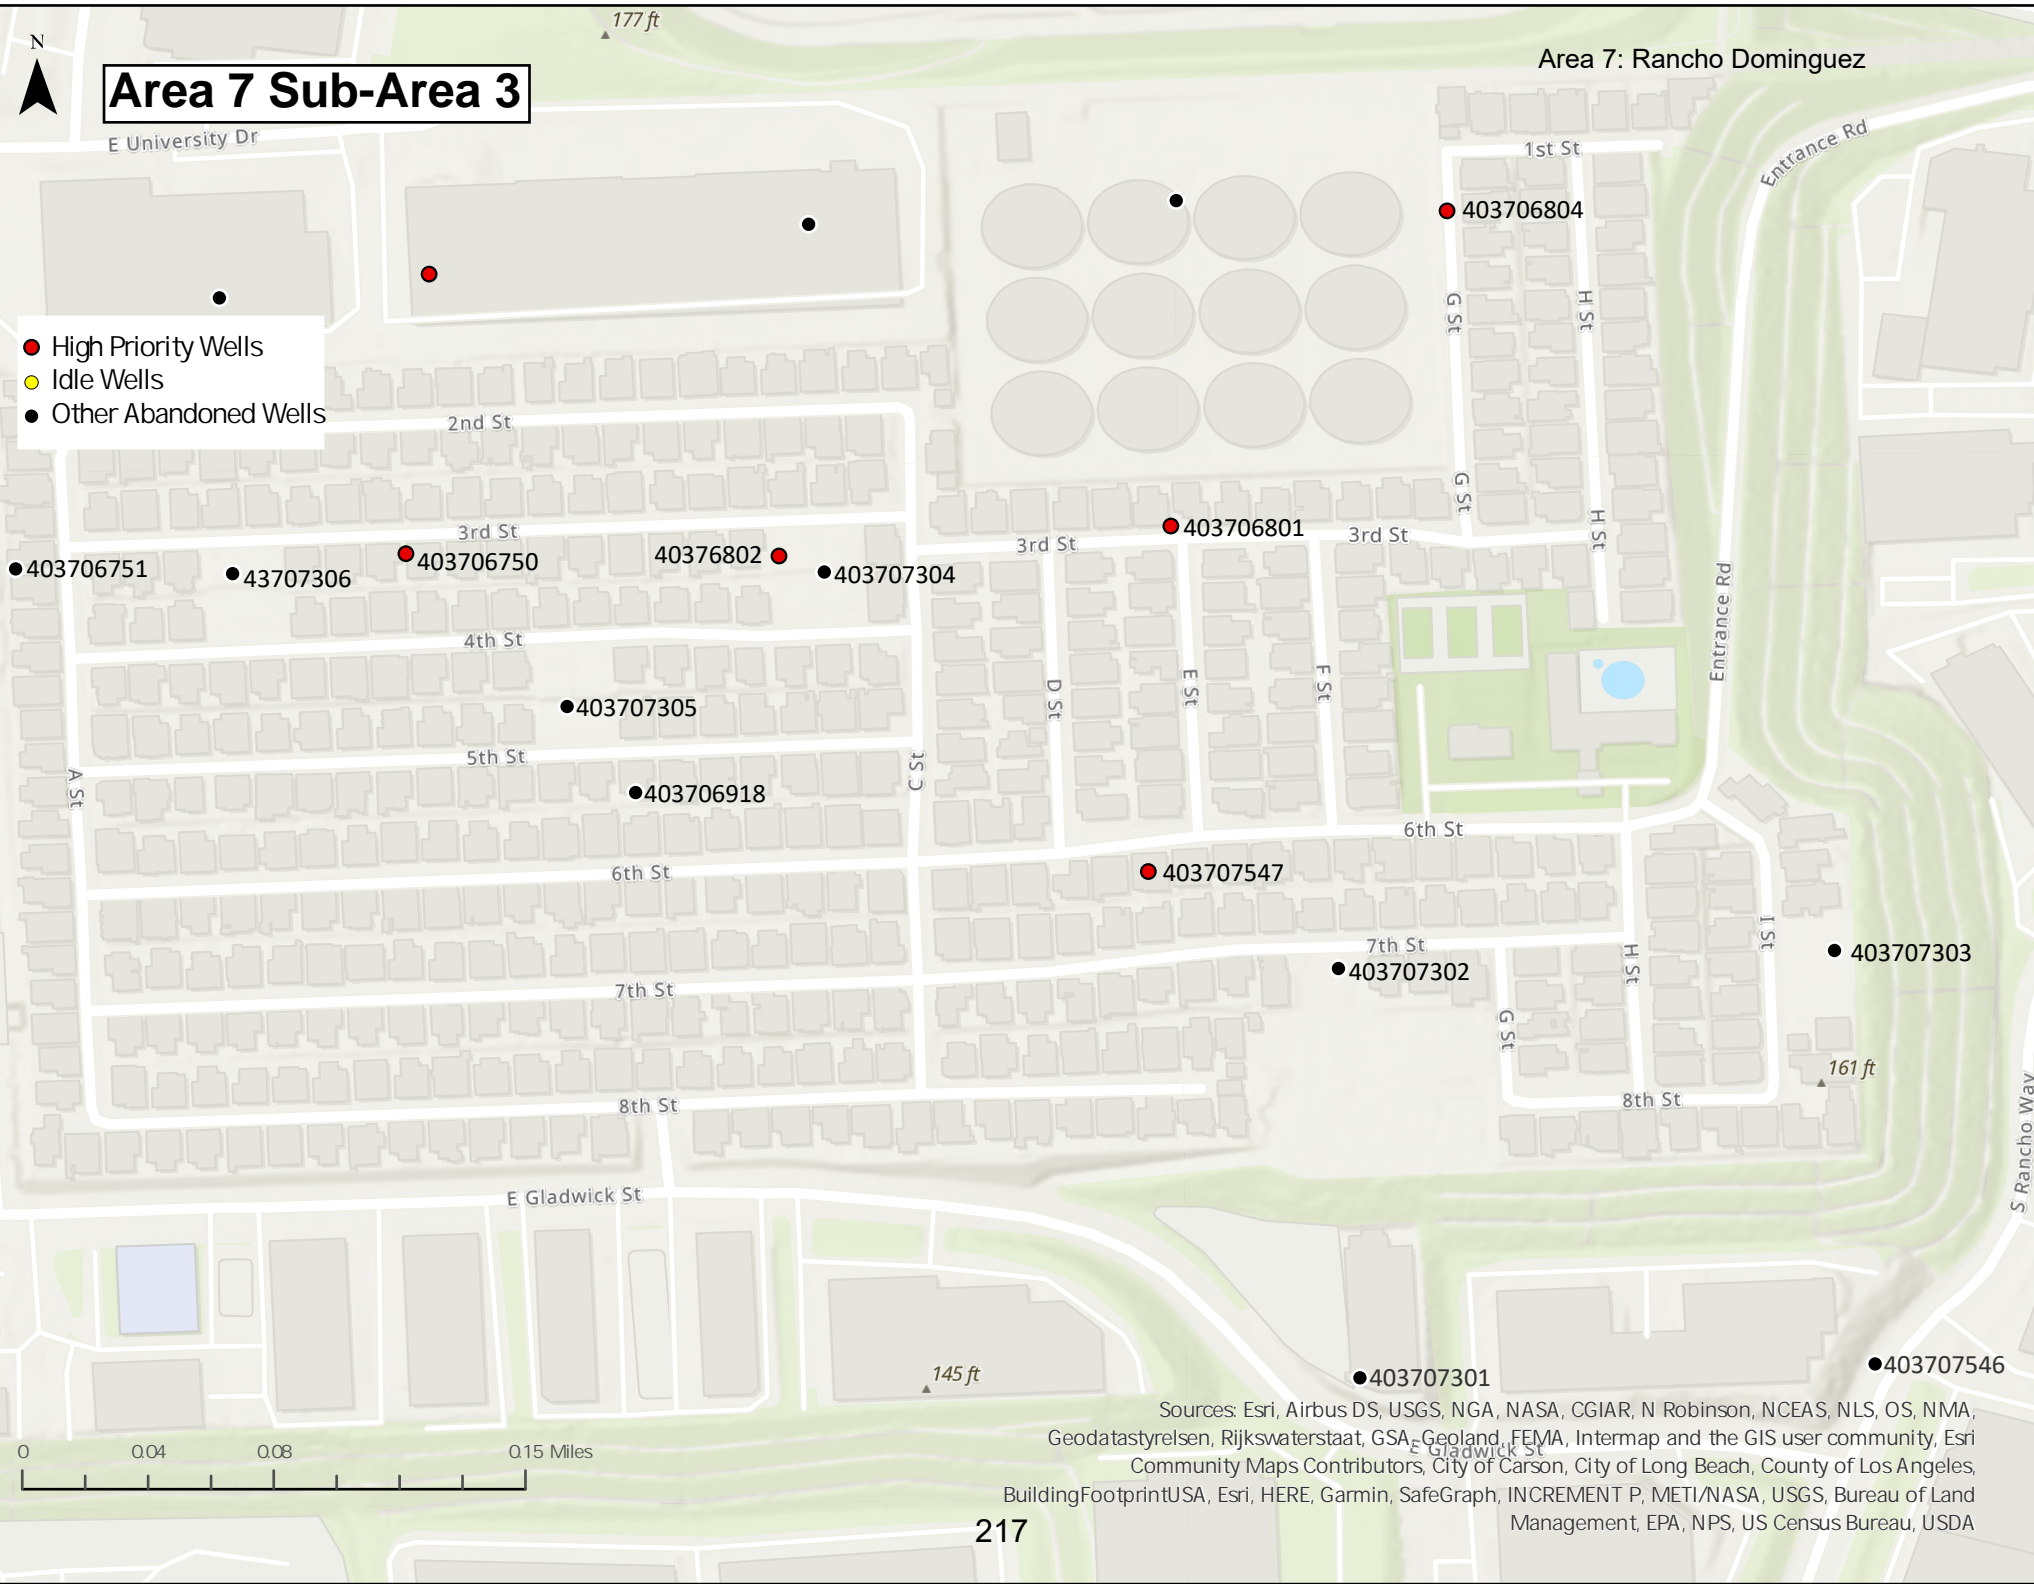 177 ft
N
Area 7: Rancho Dominguez
Area 7 Sub-Area 3
E University Dr
Entrance Rd
1st St
403706804
G St
H St
High Priority Wells
Idle Wells
Other Abandoned Wells
2nd St
G St
H St
3rd St
403706801
3rd St
3rd St
403706751
43707306
403706750
40376802
403707304
Entrance Rd
4th St
D St
E St
F St
403707305
5th St
A St
C St
403706918
6th St
6th St
403707547
7th St
I St
H St
403707303
403707302
7th St
G St
161 ft
8th St
8th St
S Rancho Way
E Gladwick St
145 ft
403707301
403707546
Sources: Esri, Airbus DS, USGS, NGA, NASA, CGIAR, N Robinson, NCEAS, NLS, OS, NMA,
Geodatastyrelsen, Rijkswaterstaat, GSA, Geoland, FEMA, Intermap and the GIS user community, Esri
E Gladwick St
Community Maps Contributors, City of Carson, City of Long Beach, County of Los Angeles,
BuildingFootprintUSA, Esri, HERE, Garmin, SafeGraph, INCREMENT P, METI/NASA, USGS, Bureau of Land
Management, EPA, NPS, US Census Bureau, USDA
0 0.04 0.08 0.15 Miles
217